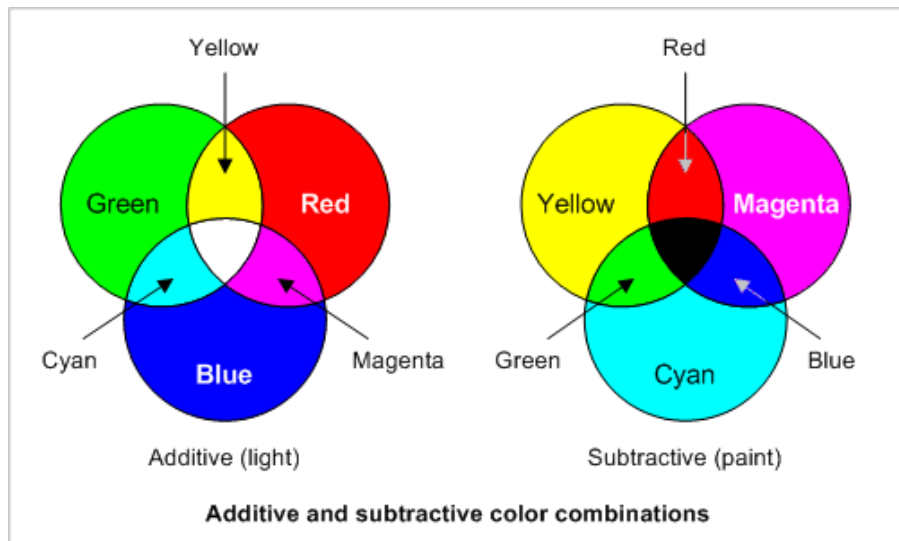 Yellow
Red
Green
Red
Yellow
Magenta
Cyan
Blue
Magenta
Green
Cyan
Blue
Additive (light)
Subtractive (paint)
Additive and subtractive color combinations